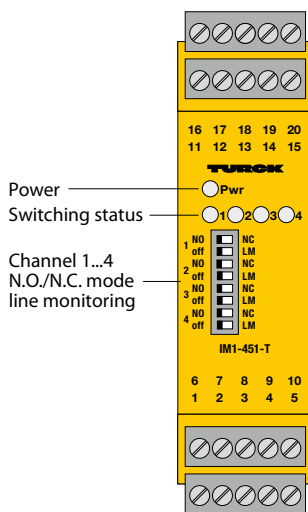 16 17 18 19 20
11 12 13 14 15
TURCK
Power
Pwr
Switching status
1 2 3 4
Channel 1...4
N.O./N.C. mode
line monitoring
1 NO NC
off LM
2 NO NC
off LM
3 NO NC
off LM
4 NO NC
off LM
IM1-451-T
6 7 8 9 10
1 2 3 4 5